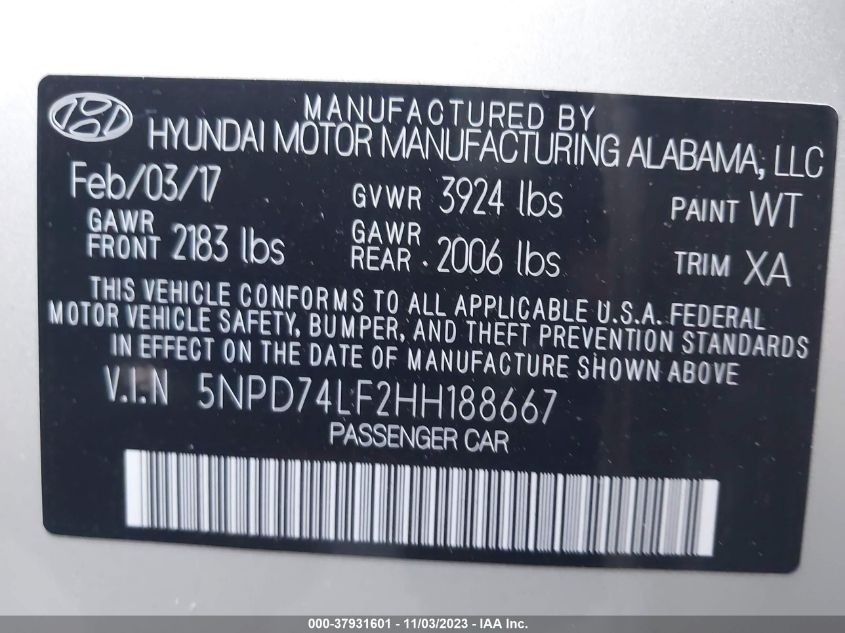 MANUFACTURED BY
HYUNDAI MOTOR MANUFACTURING ALABAMA, LLC
Feb/03/17 GVWR 3924 lbs PAINT WT
GAWR FRONT 2183 lbs GAWR REAR 2006 lbs TRIM XA
THIS VEHICLE CONFORMS TO ALL APPLICABLE U.S.A. FEDERAL
MOTOR VEHICLE SAFETY, BUMPER, AND THEFT PREVENTION STANDARDS
IN EFFECT ON THE DATE OF MANUFACTURE SHOWN ABOVE
V.I.N 5NPD74LF2HH188667
PASSENGER CAR
000-37931601 - 11/03/2023 - IAA Inc.